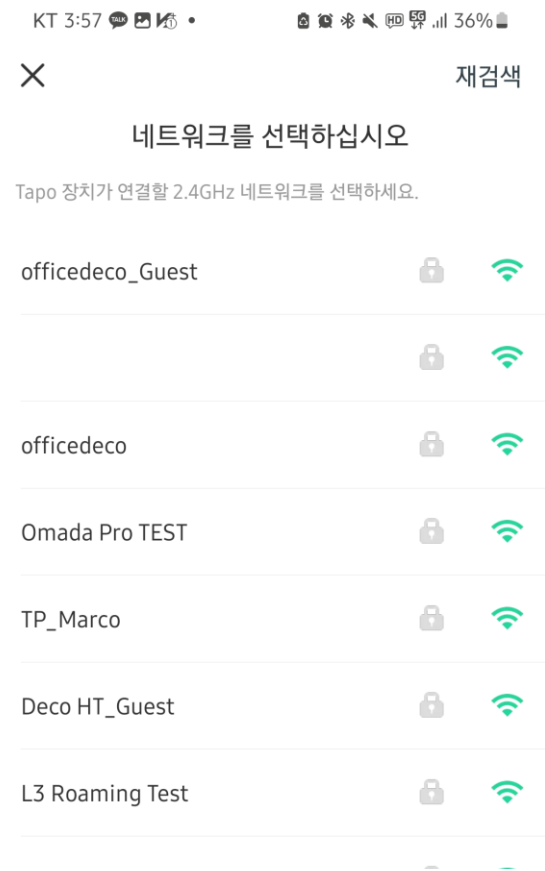 KT 3:57
HD 5G 36%
재검색
네트워크를 선택하십시오
Tapo 장치가 연결할 2.4GHz 네트워크를 선택하세요.
officedeco_Guest
officedeco
Omada Pro TEST
TP_Marco
Deco HT_Guest
L3 Roaming Test